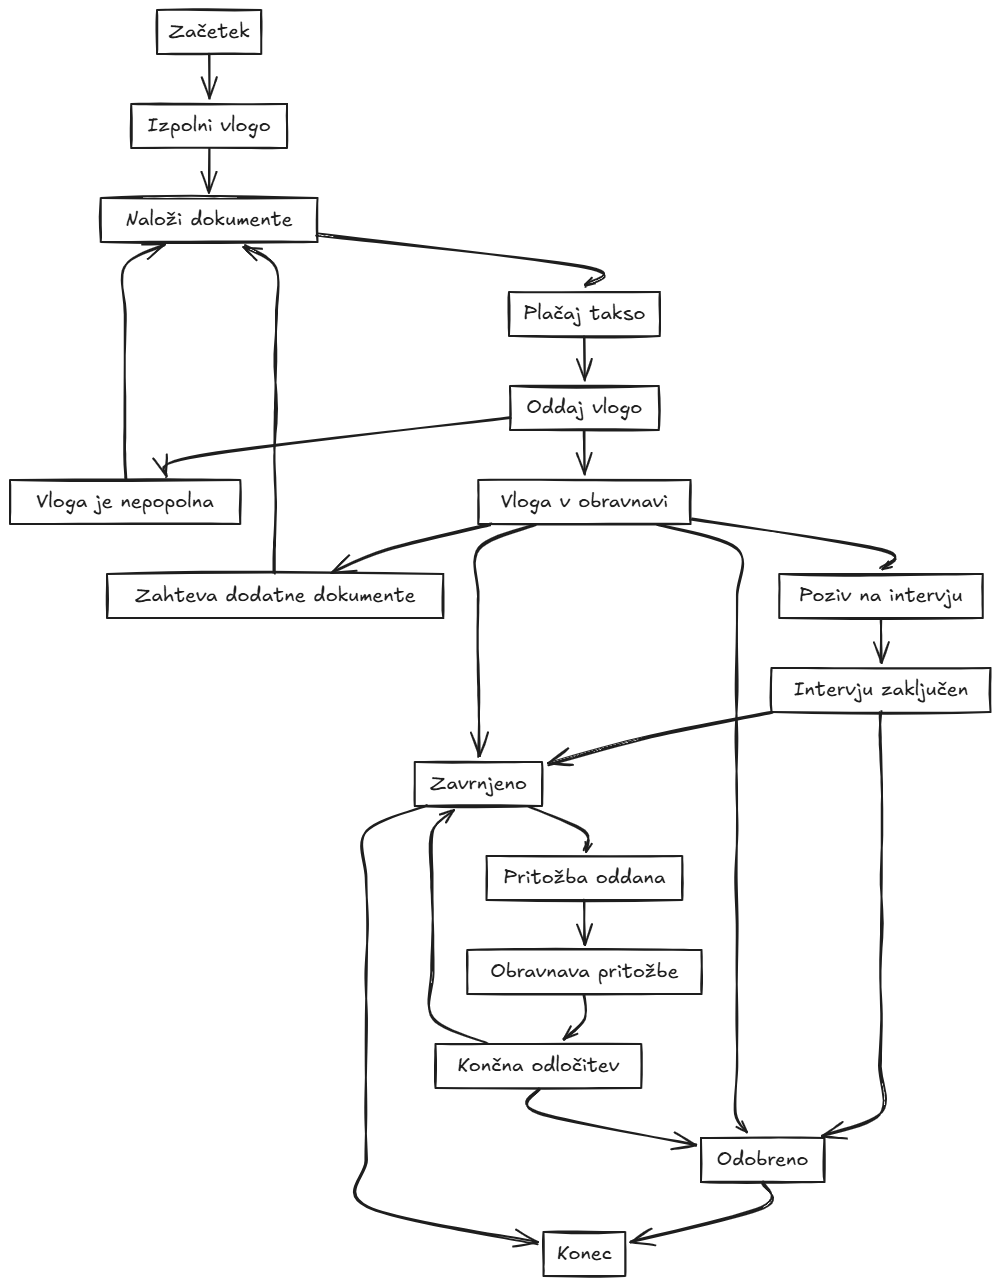 Začetek
Izpolni vlogo
Naloži dokumente
Plačaj takso
Oddaj vlogo
Vloga je nepopolna
Vloga v obravnavi
Zahteva dodatne dokumente
Poziv na intervju
Intervju zaključen
Zavrnjeno
Pritožba oddana
Obravnava pritožbe
Končna odločitev
Odobreno
Konec